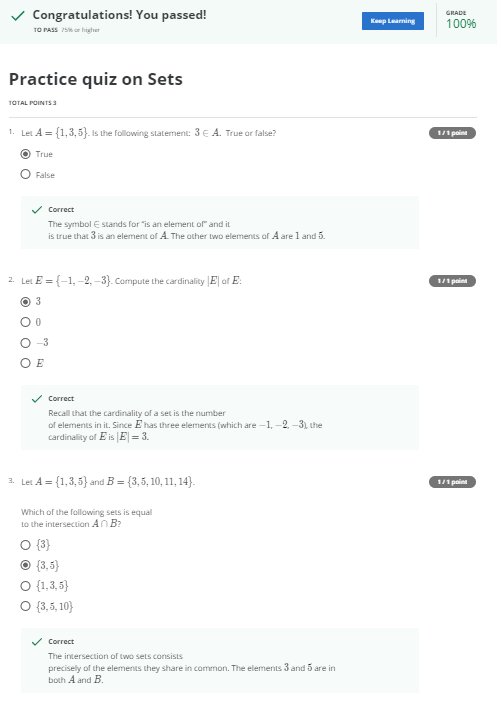 Congratulations! You passed!
TO PASS 75% or higher
Keep Learning
GRADE
100%
Practice quiz on Sets
TOTAL POINTS 3
1. Let A = {1, 3, 5}. Is the following statement: 3 ∈ A. True or false?
1 / 1 point
True
False
Correct
The symbol ∈ stands for "is an element of" and it
is true that 3 is an element of A. The other two elements of A are 1 and 5.
2. Let E = {−1, −2, −3}. Compute the cardinality |E| of E:
1 / 1 point
3
0
−3
E
Correct
Recall that the cardinality of a set is the number
of elements in it. Since E has three elements (which are −1, −2, −3), the
cardinality of E is |E| = 3.
3. Let A = {1, 3, 5} and B = {3, 5, 10, 11, 14}.
1 / 1 point
Which of the following sets is equal
to the intersection A ∩ B?
{3}
{3, 5}
{1, 3, 5}
{3, 5, 10}
Correct
The intersection of two sets consists
precisely of the elements they share in common. The elements 3 and 5 are in
both A and B.